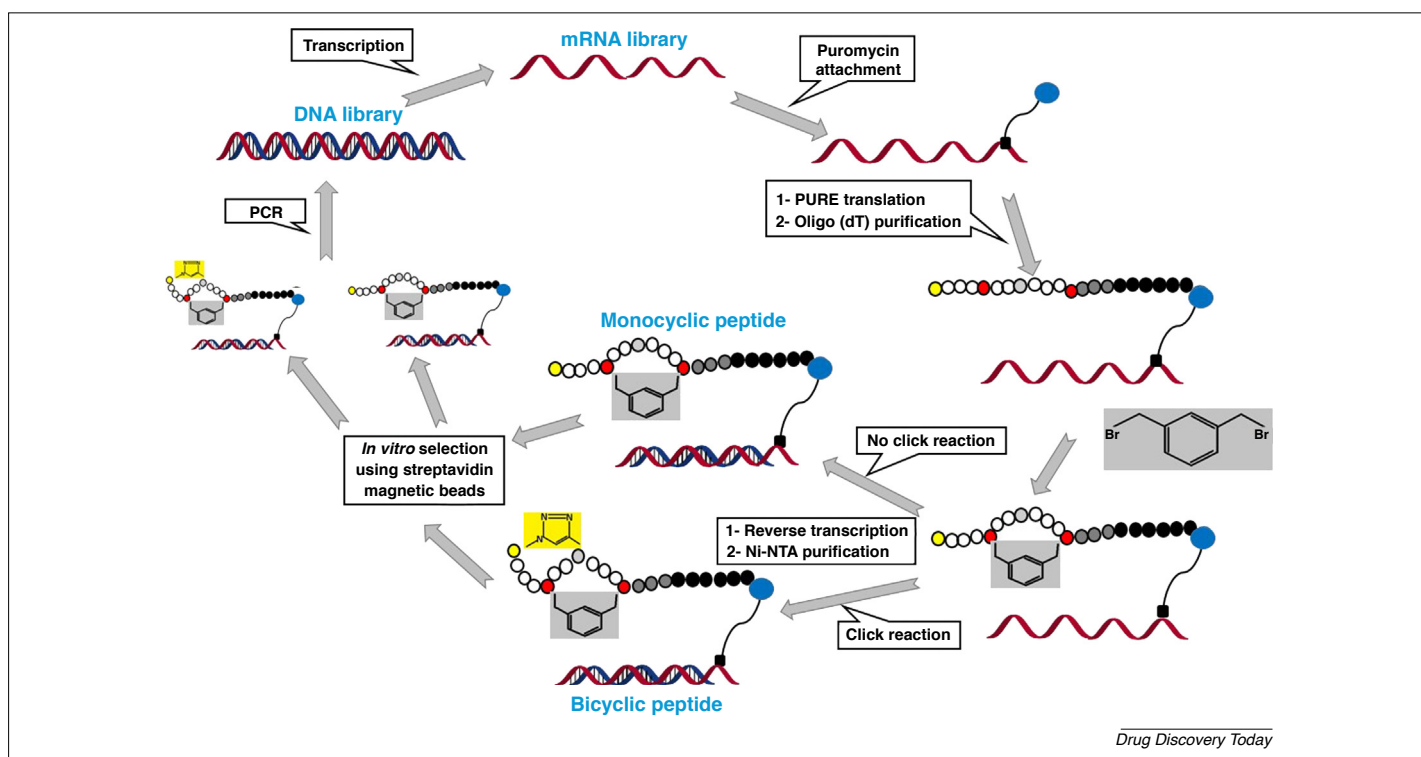 Transcription
mRNA library
Puromycin
attachment
DNA library
1- PURE translation
2- Oligo (dT) purification
PCR
N
N
N
Monocyclic peptide
Br
Br
No click reaction
In vitro selection
using streptavidin
magnetic beads
N
N
N
1- Reverse transcription
2- Ni-NTA purification
Click reaction
Bicyclic peptide
Drug Discovery Today